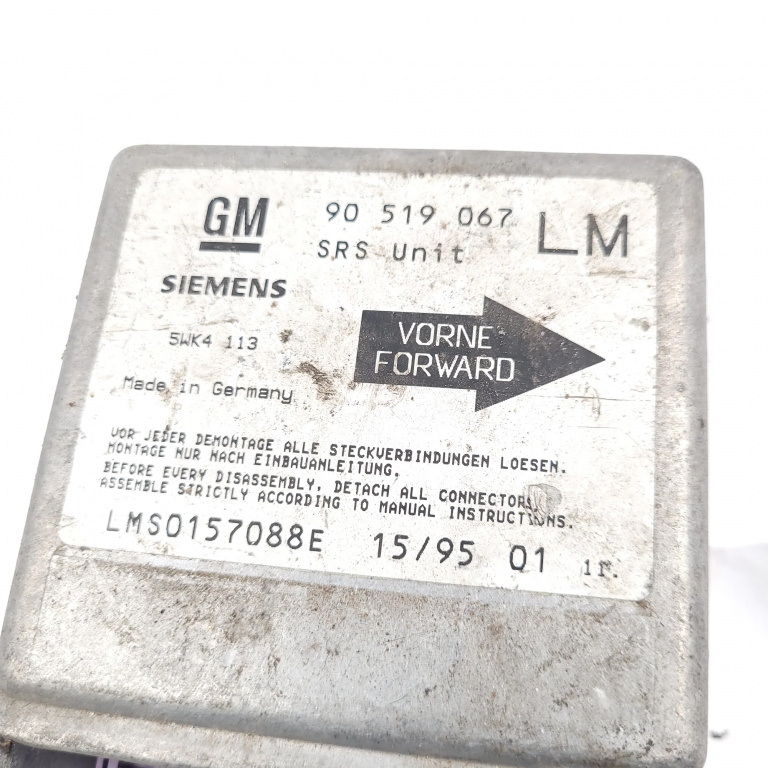 GM 90 519 067 LM
SRS Unit
SIEMENS
VORNE
FORWARD
5WK4 113
Made in Germany
VOR JEDER DEMONTAGE ALLE STECKVERBINDUNGEN LOESEN.
MONTAGE NUR NACH EINBAUANLEITUNG.
BEFORE EVERY DISASSEMBLY, DETACH ALL CONNECTORS.
ASSEMBLE STRICTLY ACCORDING TO MANUAL INSTRUCTIONS.
LMS0157088E 15/95 01